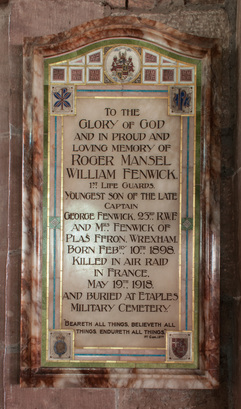 TO THE
GLORY OF GOD
AND IN PROUD AND
LOVING MEMORY OF
ROGER MANSEL
WILLIAM FENWICK.
1ST LIFE GUARDS.
YOUNGEST SON OF THE LATE
CAPTAIN
GEORGE FENWICK. 23RD R.W.F.
AND MRS FENWICK OF
PLAS FFRON. WREXHAM.
BORN FEBRY 10TH 1898.
KILLED IN AIR RAID
IN FRANCE.
MAY 19TH 1918.
AND BURIED AT ETAPLES
MILITARY CEMETERY.
BEARETH ALL THINGS, BELIEVETH ALL
THINGS, ENDURETH ALL THINGS.